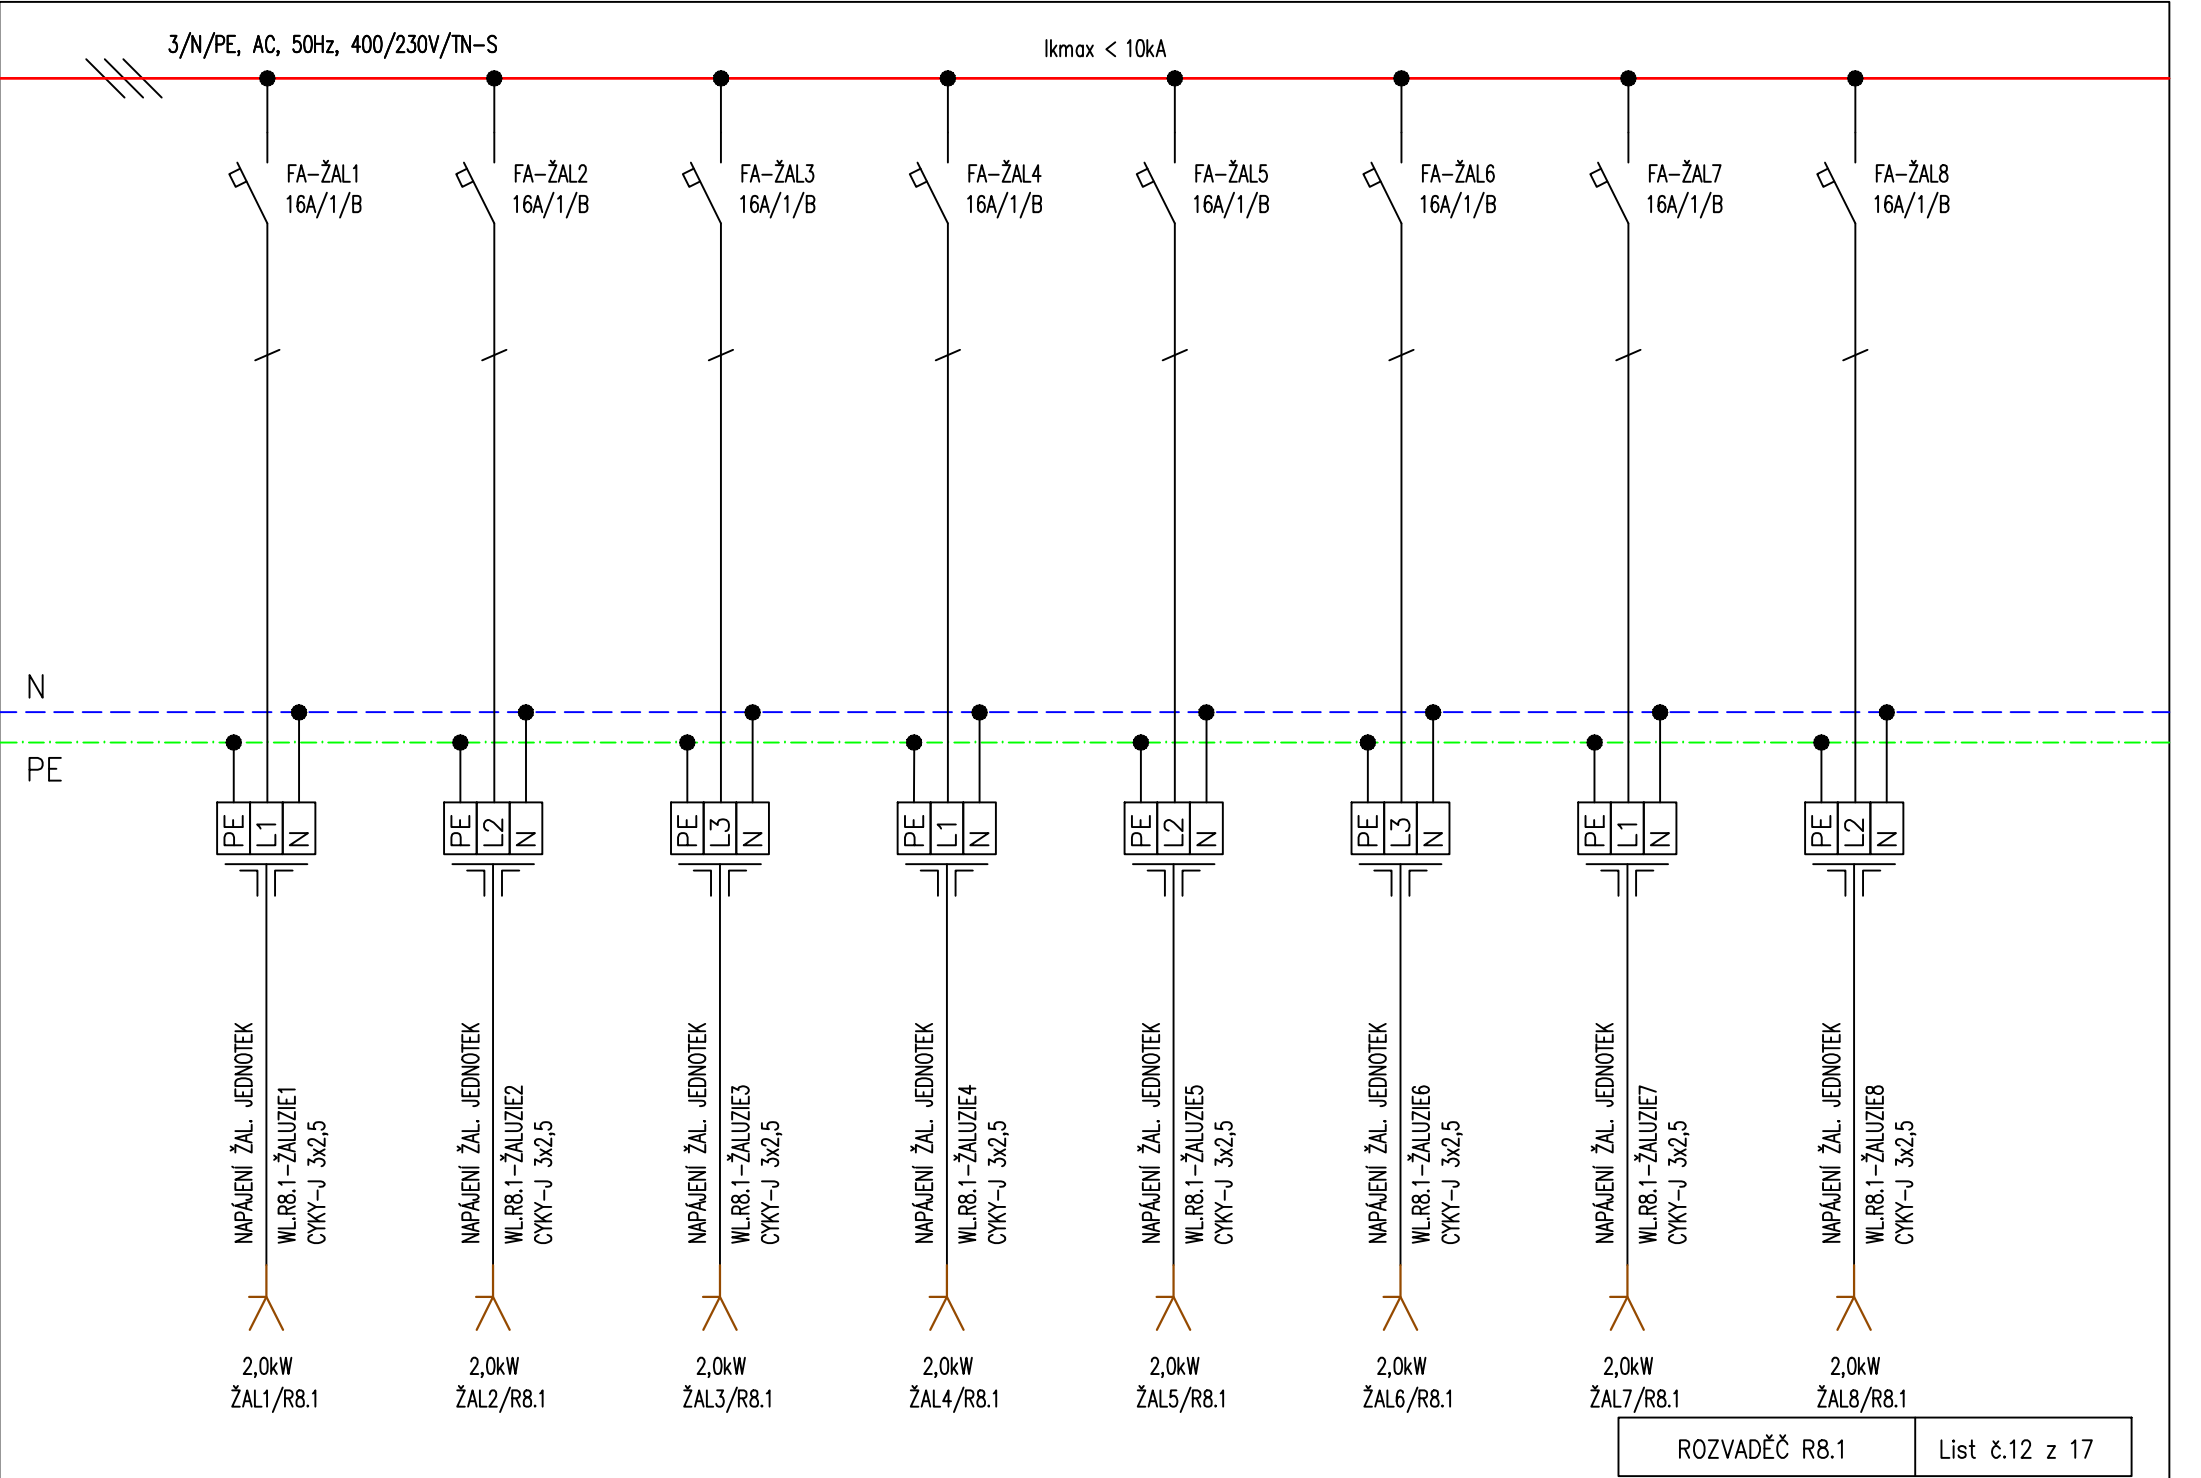 3/N/PE, AC, 50Hz, 400/230V/TN-S
Ikmax < 10kA
FA-ŽAL1
16A/1/B
FA-ŽAL2
16A/1/B
FA-ŽAL3
16A/1/B
FA-ŽAL4
16A/1/B
FA-ŽAL5
16A/1/B
FA-ŽAL6
16A/1/B
FA-ŽAL7
16A/1/B
FA-ŽAL8
16A/1/B
N
PE
PE L1 N
PE L2 N
PE L3 N
PE L1 N
PE L2 N
PE L3 N
PE L1 N
PE L2 N
NAPÁJENÍ ŽAL. JEDNOTEK
WL.R8.1-ŽALUZIE1
CYKY-J 3x2,5
NAPÁJENÍ ŽAL. JEDNOTEK
WL.R8.1-ŽALUZIE2
CYKY-J 3x2,5
NAPÁJENÍ ŽAL. JEDNOTEK
WL.R8.1-ŽALUZIE3
CYKY-J 3x2,5
NAPÁJENÍ ŽAL. JEDNOTEK
WL.R8.1-ŽALUZIE4
CYKY-J 3x2,5
NAPÁJENÍ ŽAL. JEDNOTEK
WL.R8.1-ŽALUZIE5
CYKY-J 3x2,5
NAPÁJENÍ ŽAL. JEDNOTEK
WL.R8.1-ŽALUZIE6
CYKY-J 3x2,5
NAPÁJENÍ ŽAL. JEDNOTEK
WL.R8.1-ŽALUZIE7
CYKY-J 3x2,5
NAPÁJENÍ ŽAL. JEDNOTEK
WL.R8.1-ŽALUZIE8
CYKY-J 3x2,5
2,0kW
ŽAL1/R8.1
2,0kW
ŽAL2/R8.1
2,0kW
ŽAL3/R8.1
2,0kW
ŽAL4/R8.1
2,0kW
ŽAL5/R8.1
2,0kW
ŽAL6/R8.1
2,0kW
ŽAL7/R8.1
2,0kW
ŽAL8/R8.1
ROZVADĚČ R8.1
List č.12 z 17